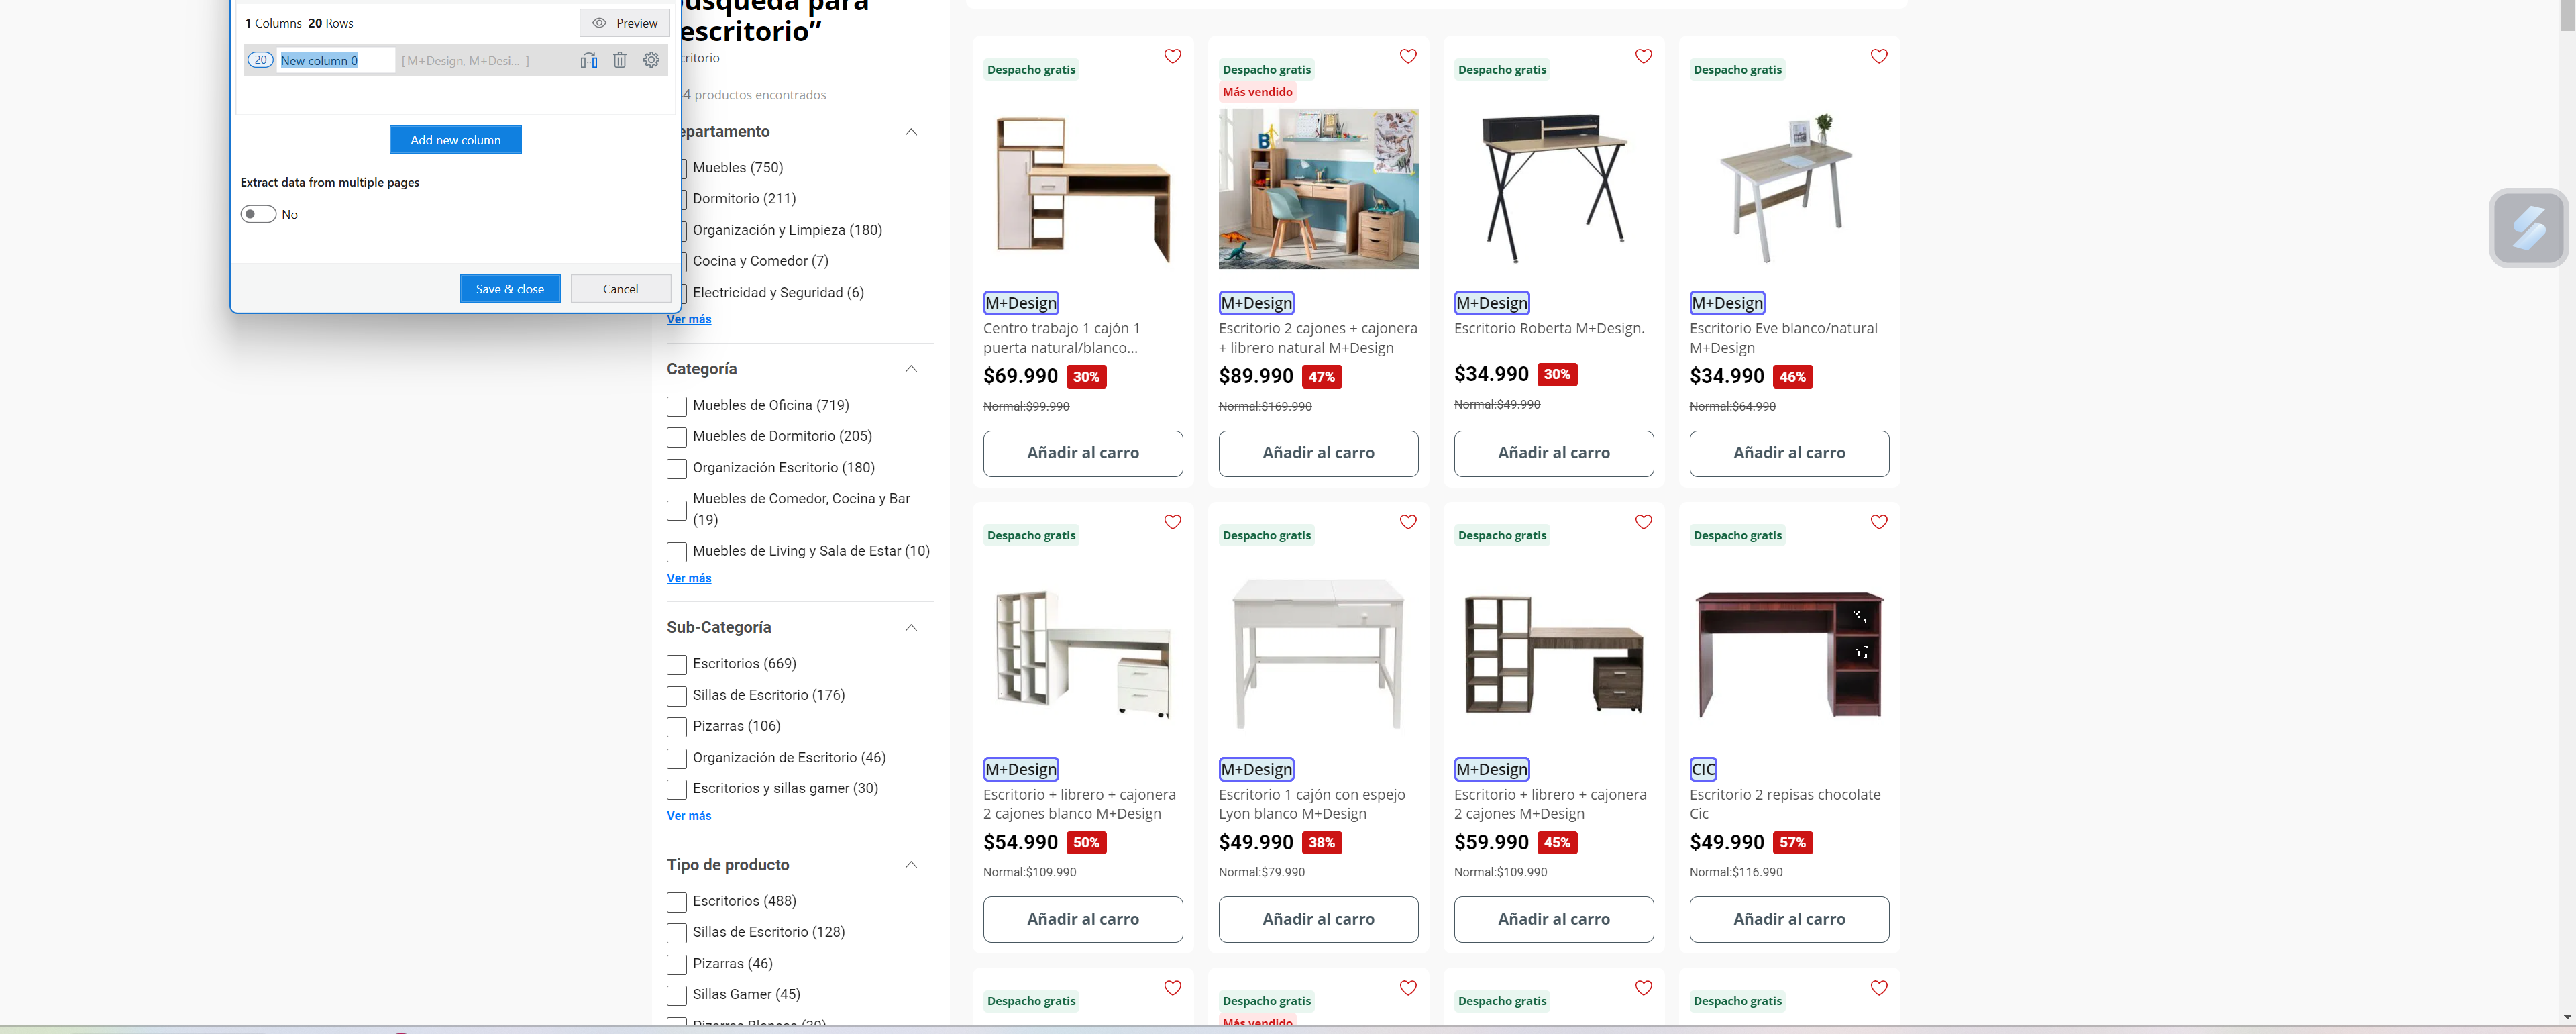 1 Columns 20 Rows
Preview
20
New column 0
[ M+Design, M+Desi... ]
Add new column
Extract data from multiple pages
No
Save & close
Cancel
úsqueda para
escritorio”
critorio
4 productos encontrados
epartamento
Muebles (750)
Dormitorio (211)
Organización y Limpieza (180)
Cocina y Comedor (7)
Electricidad y Seguridad (6)
Ver más
Categoría
Muebles de Oficina (719)
Muebles de Dormitorio (205)
Organización Escritorio (180)
Muebles de Comedor, Cocina y Bar
(19)
Muebles de Living y Sala de Estar (10)
Ver más
Sub-Categoría
Escritorios (669)
Sillas de Escritorio (176)
Pizarras (106)
Organización de Escritorio (46)
Escritorios y sillas gamer (30)
Ver más
Tipo de producto
Escritorios (488)
Sillas de Escritorio (128)
Pizarras (46)
Sillas Gamer (45)
Pizarras Blancas (30)
Despacho gratis
M+Design
Centro trabajo 1 cajón 1
puerta natural/blanco...
$69.990 30%
Normal:$99.990
Añadir al carro
Despacho gratis
Más vendido
M+Design
Escritorio 2 cajones + cajonera
+ librero natural M+Design
$89.990 47%
Normal:$169.990
Añadir al carro
Despacho gratis
M+Design
Escritorio Roberta M+Design.
$34.990 30%
Normal:$49.990
Añadir al carro
Despacho gratis
M+Design
Escritorio Eve blanco/natural
M+Design
$34.990 46%
Normal:$64.990
Añadir al carro
Despacho gratis
M+Design
Escritorio + librero + cajonera
2 cajones blanco M+Design
$54.990 50%
Normal:$109.990
Añadir al carro
Despacho gratis
M+Design
Escritorio 1 cajón con espejo
Lyon blanco M+Design
$49.990 38%
Normal:$79.990
Añadir al carro
Despacho gratis
M+Design
Escritorio + librero + cajonera
2 cajones M+Design
$59.990 45%
Normal:$109.990
Añadir al carro
Despacho gratis
CIC
Escritorio 2 repisas chocolate
Cic
$49.990 57%
Normal:$116.990
Añadir al carro
Despacho gratis
Despacho gratis
Más vendido
Despacho gratis
Despacho gratis